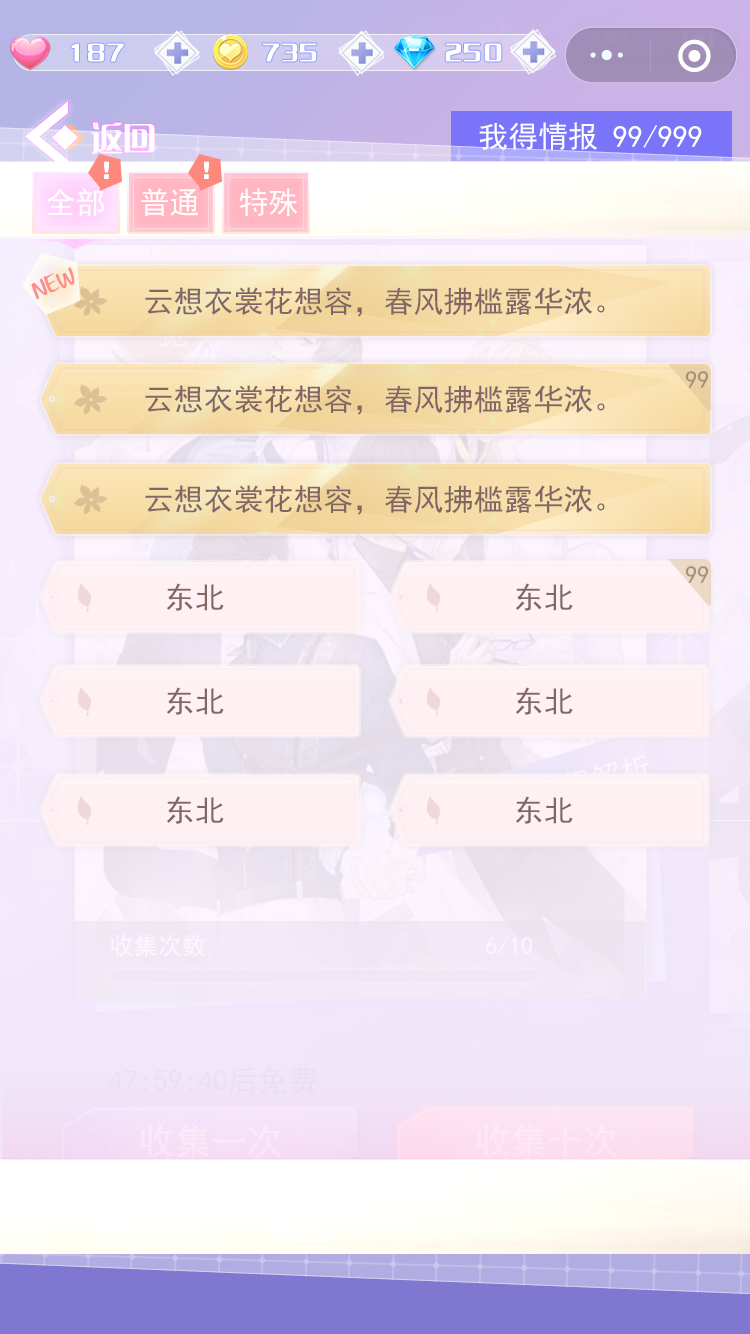 187 735 250
返回
我得情报 99/999
! !
全部 普通 特殊
NEW
云想衣裳花想容，春风拂槛露华浓。
99
云想衣裳花想容，春风拂槛露华浓。
云想衣裳花想容，春风拂槛露华浓。
99
东北 东北
东北 东北
解析
东北 东北
收集次数 6/10
47:59:40后免费
收集一次 收集十次